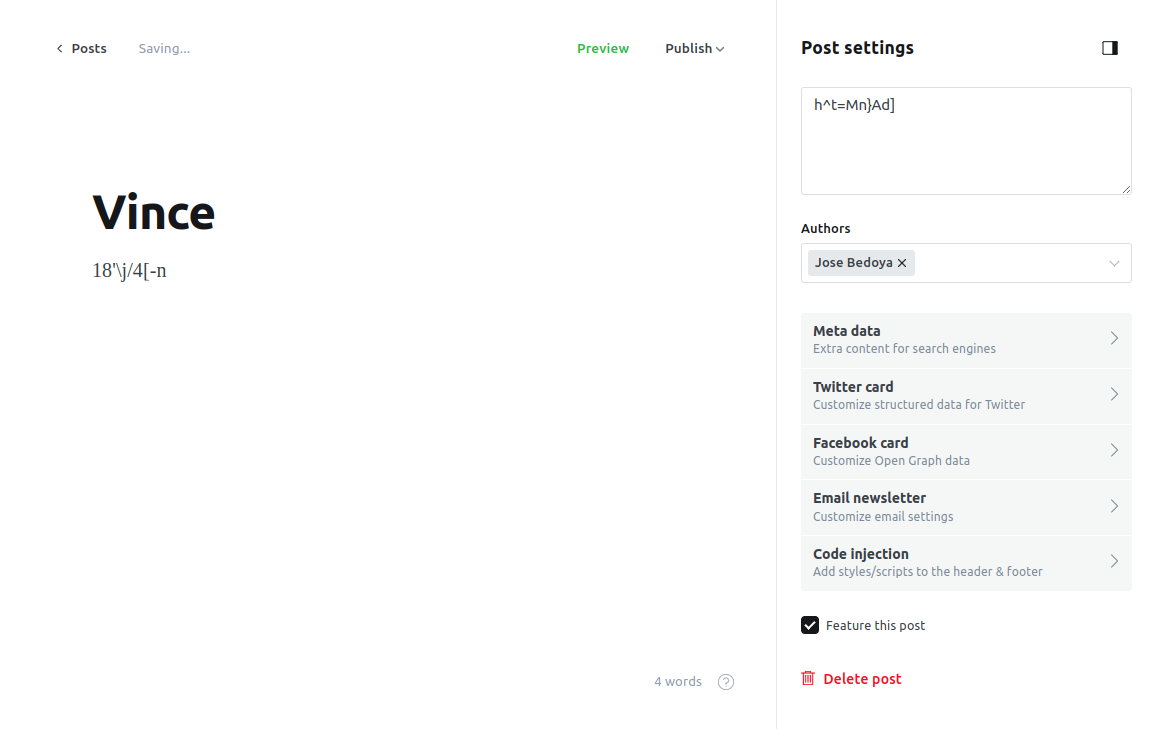 Posts
Saving...
Preview
Publish
Vince
18'\j/4[-n
4 words
?
Post settings
h^t=Mn}Ad]
Authors
Jose Bedoya
Meta data
Extra content for search engines
Twitter card
Customize structured data for Twitter
Facebook card
Customize Open Graph data
Email newsletter
Customize email settings
Code injection
Add styles/scripts to the header & footer
Feature this post
Delete post